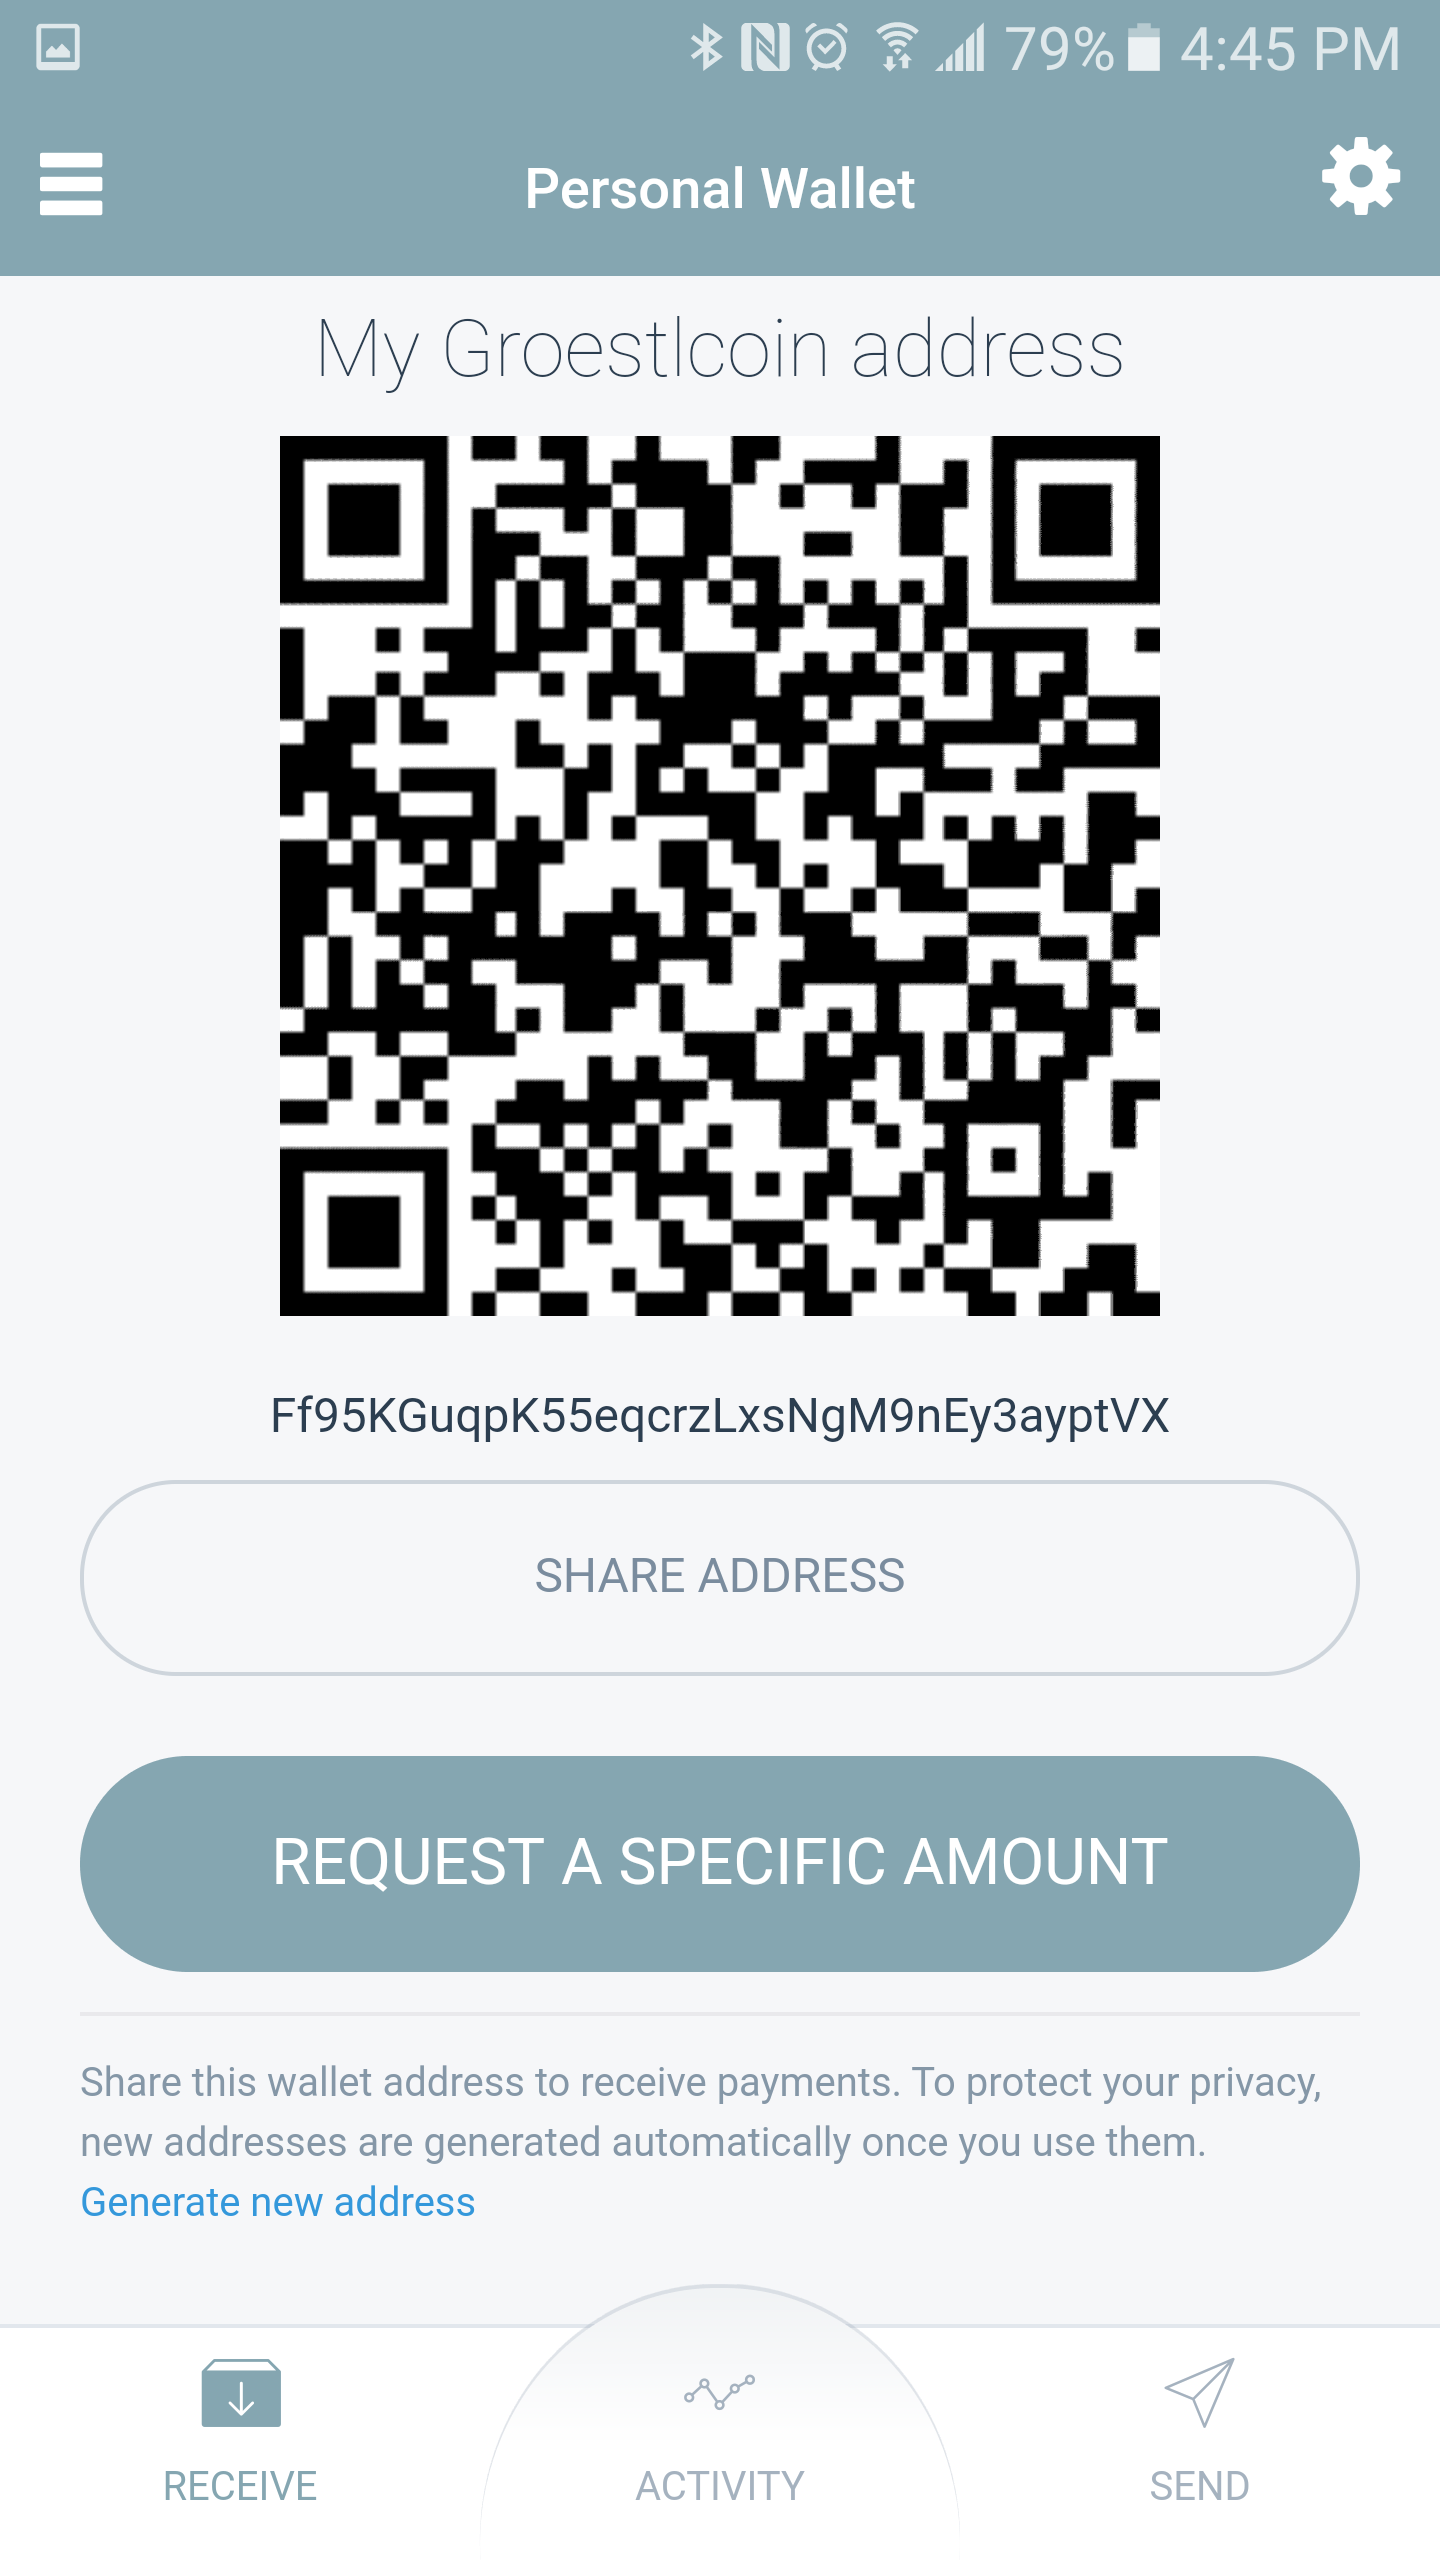 79% 4:45 PM
Personal Wallet
My Groestlcoin address
Ff95KGuqpK55eqcrzLxsNgM9nEy3ayptVX
SHARE ADDRESS
REQUEST A SPECIFIC AMOUNT
Share this wallet address to receive payments. To protect your privacy,
new addresses are generated automatically once you use them.
Generate new address
RECEIVE ACTIVITY SEND